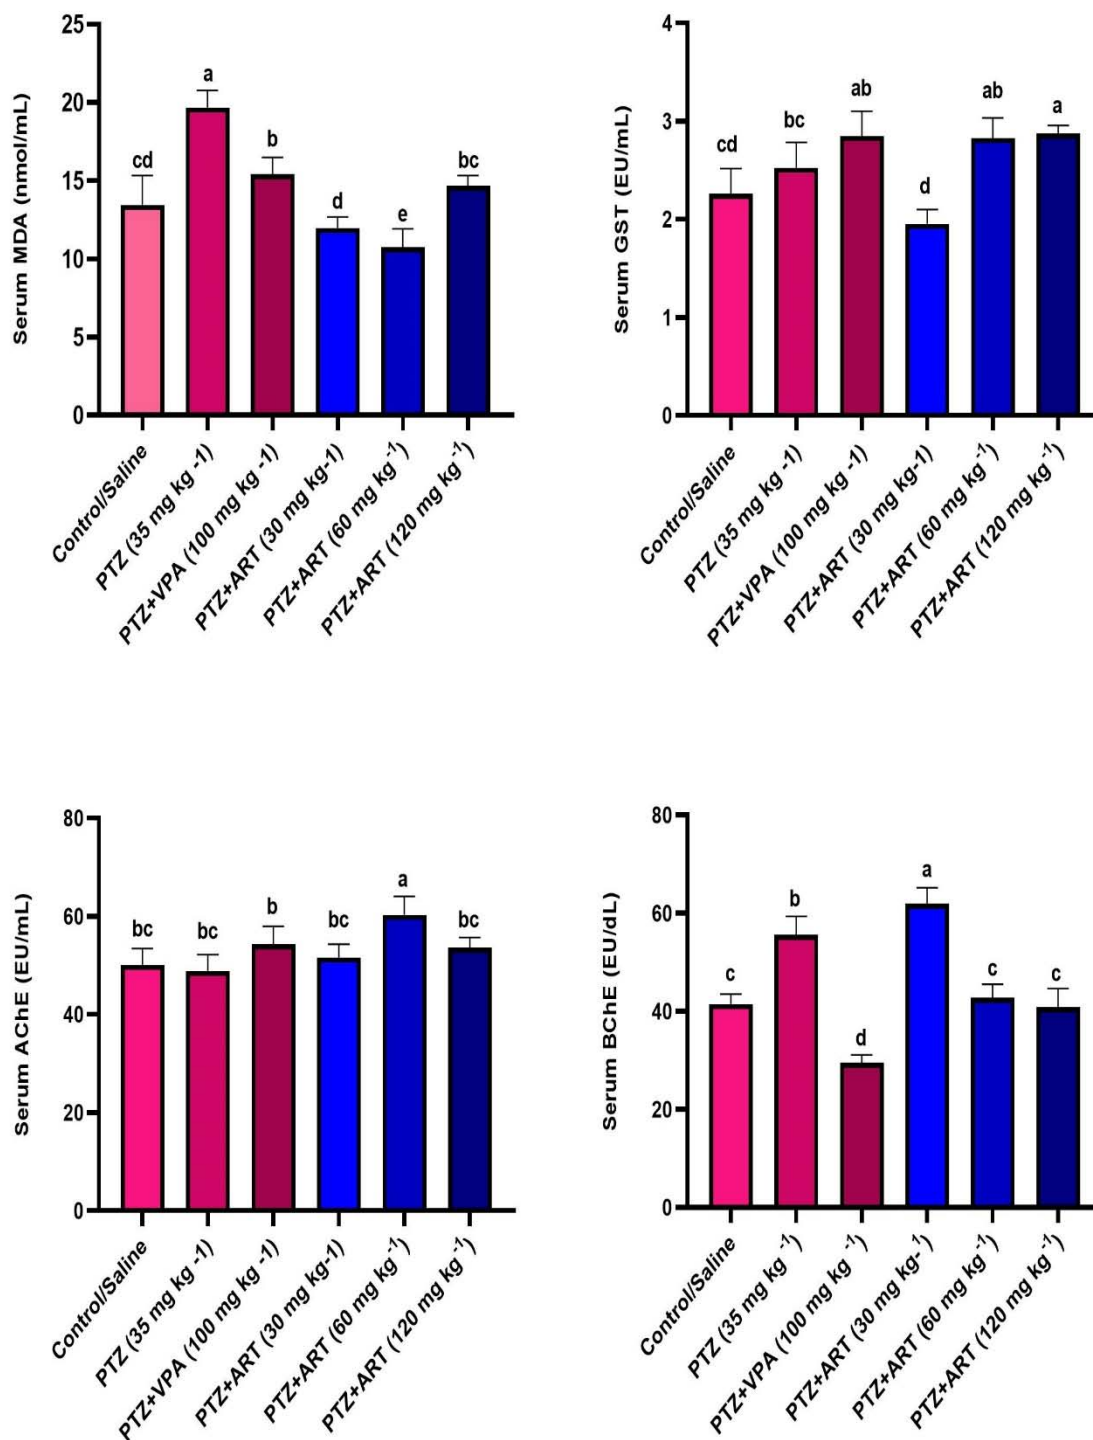 Serum MDA (nmol/mL)
25
20
15
10
5
0
cd
a
b
d
e
bc
Control/Saline
PTZ (35 mg kg -1)
PTZ+VPA (100 mg kg -1)
PTZ+ART (30 mg kg-1)
PTZ+ART (60 mg kg-1)
PTZ+ART (120 mg kg-1)
Serum GST (EU/mL)
4
3
2
1
0
cd
bc
ab
d
ab
a
Control/Saline
PTZ (35 mg kg -1)
PTZ+VPA (100 mg kg -1)
PTZ+ART (30 mg kg-1)
PTZ+ART (60 mg kg-1)
PTZ+ART (120 mg kg-1)
Serum AChE (EU/mL)
80
60
40
20
0
bc
bc
b
bc
a
bc
Control/Saline
PTZ (35 mg kg -1)
PTZ+VPA (100 mg kg -1)
PTZ+ART (30 mg kg-1)
PTZ+ART (60 mg kg-1)
PTZ+ART (120 mg kg-1)
Serum BChE (EU/dL)
80
60
40
20
0
c
b
d
a
c
c
Control/Saline
PTZ (35 mg kg -1)
PTZ+VPA (100 mg kg -1)
PTZ+ART (30 mg kg-1)
PTZ+ART (60 mg kg-1)
PTZ+ART (120 mg kg-1)